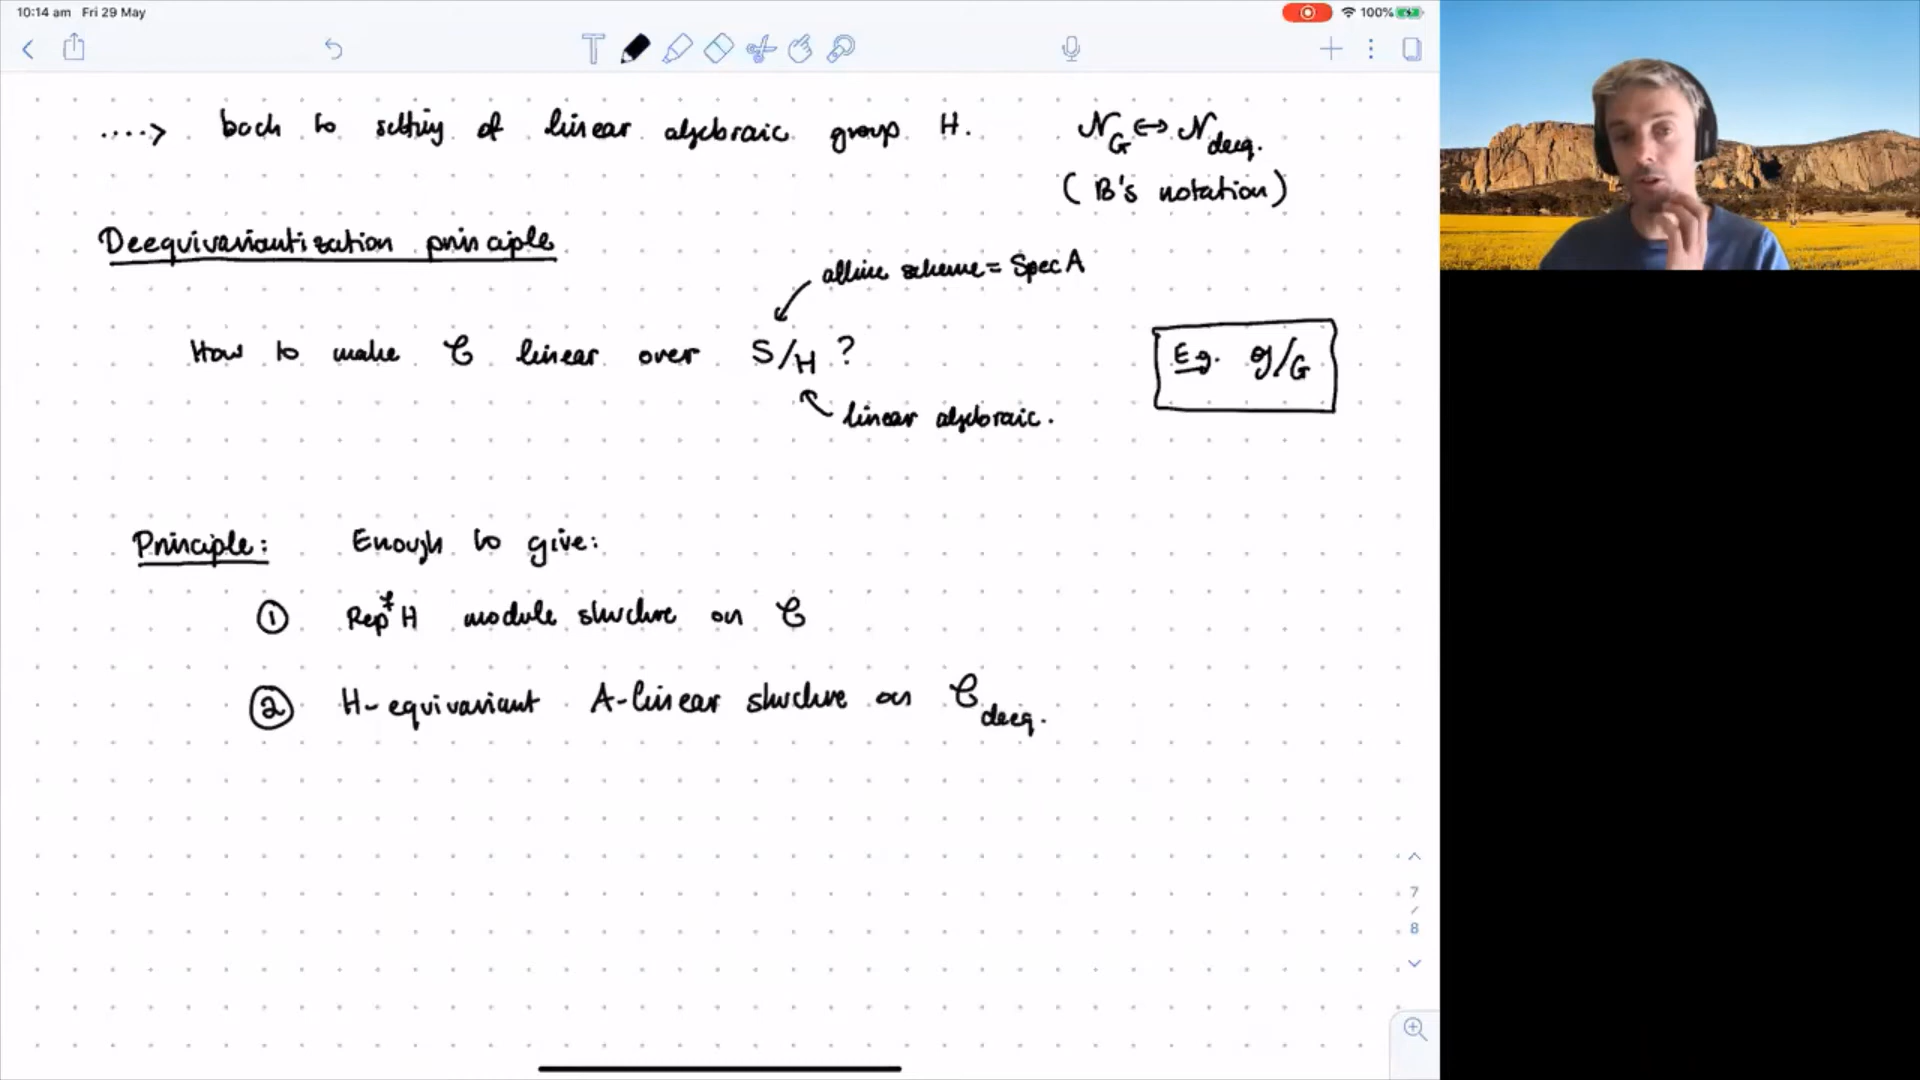 10:14 am Fri 29 May
100%
....> back to setting of linear algebraic group H. N_G ↔ N_deeq.
(B's notation)
Deequivariantization principle
affine scheme = Spec A
How to make C linear over S/H ? E.g. g/G
linear algebraic.
Principle: Enough to give:
① Rep^f H module structure on C
② H-equivariant A-linear structure on C_deeq.
7
/
8